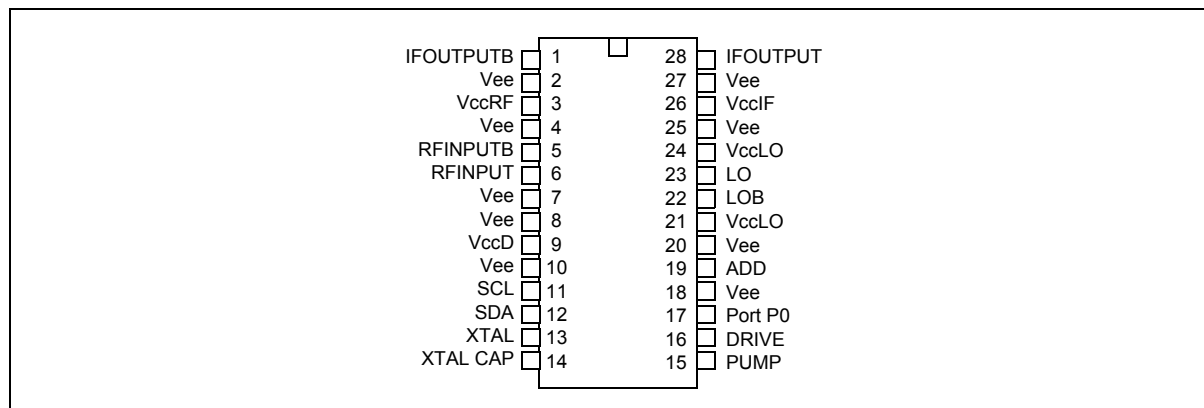 IFOUTPUTB 1 28 IFOUTPUT
Vee 2 27 Vee
VccRF 3 26 VccIF
Vee 4 25 Vee
RFINPUTB 5 24 VccLO
RFINPUT 6 23 LO
Vee 7 22 LOB
Vee 8 21 VccLO
VccD 9 20 Vee
Vee 10 19 ADD
SCL 11 18 Vee
SDA 12 17 Port P0
XTAL 13 16 DRIVE
XTAL CAP 14 15 PUMP